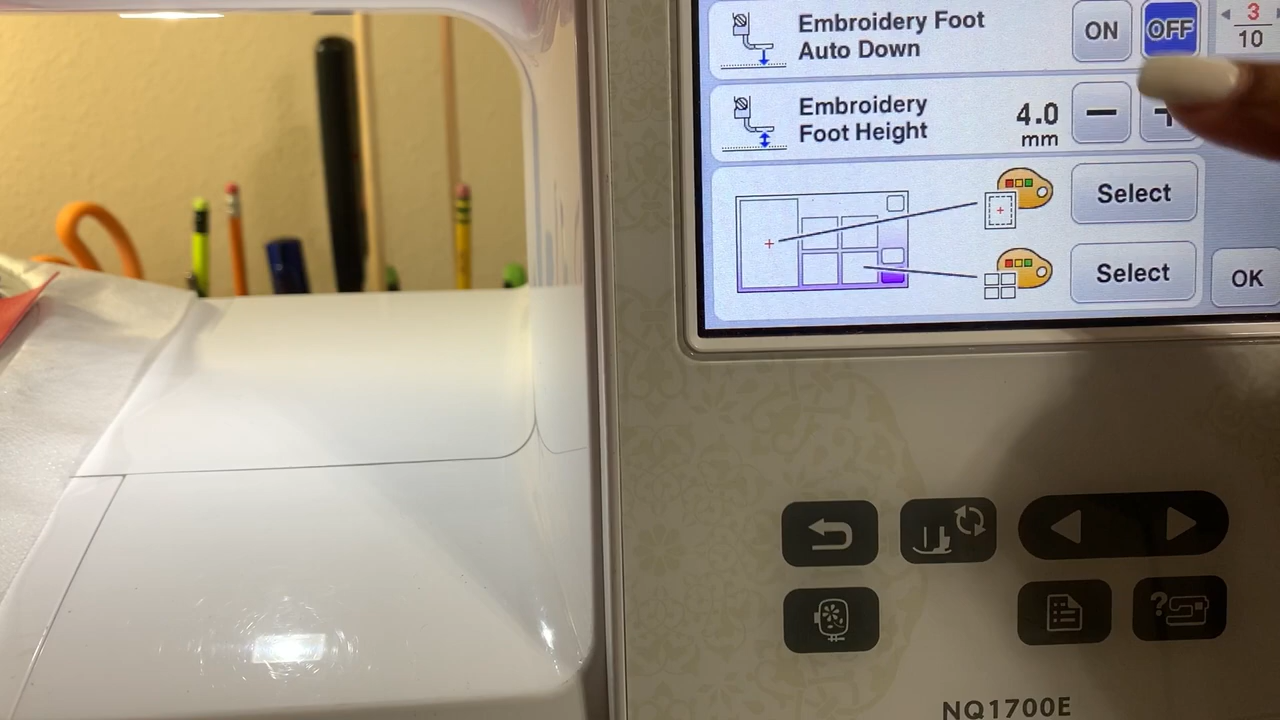 Embroidery Foot
Auto Down
ON
OFF
3
10
Embroidery
Foot Height
4.0
mm
Select
Select
OK
NQ1700E